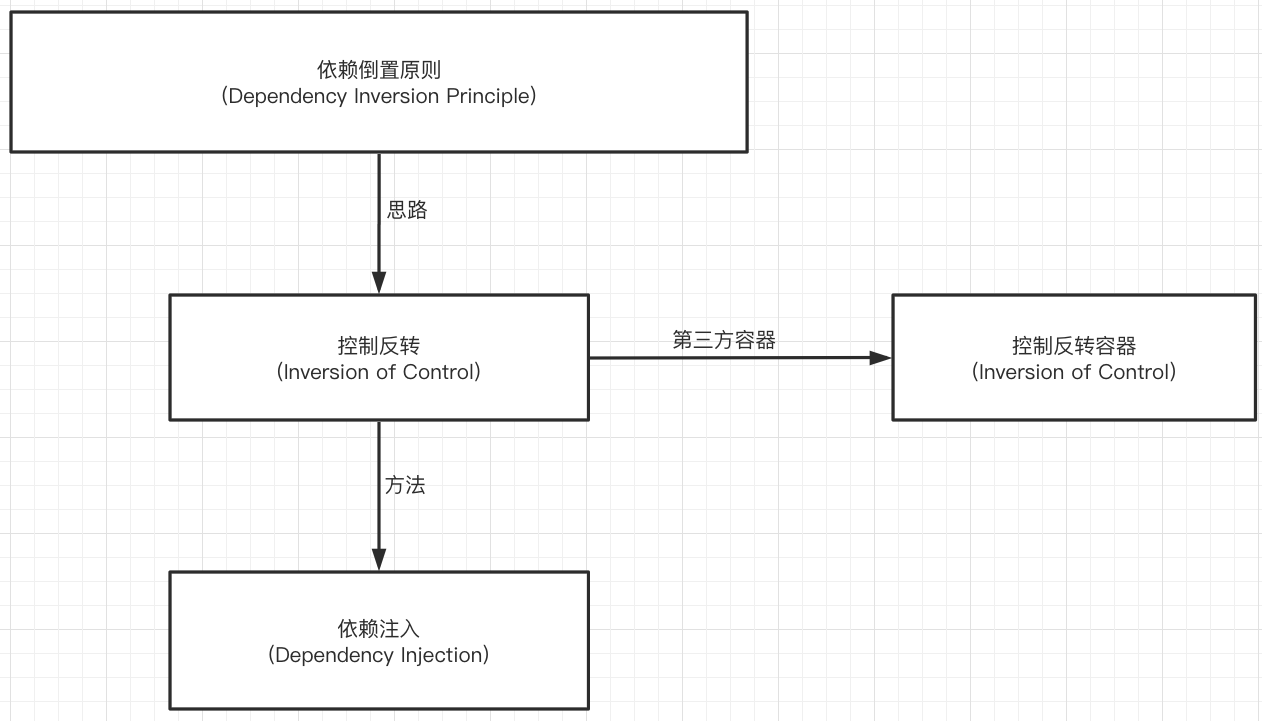 依赖倒置原则
(Dependency Inversion Principle)
思路
控制反转
(Inversion of Control)
第三方容器
控制反转容器
(Inversion of Control)
方法
依赖注入
(Dependency Injection)